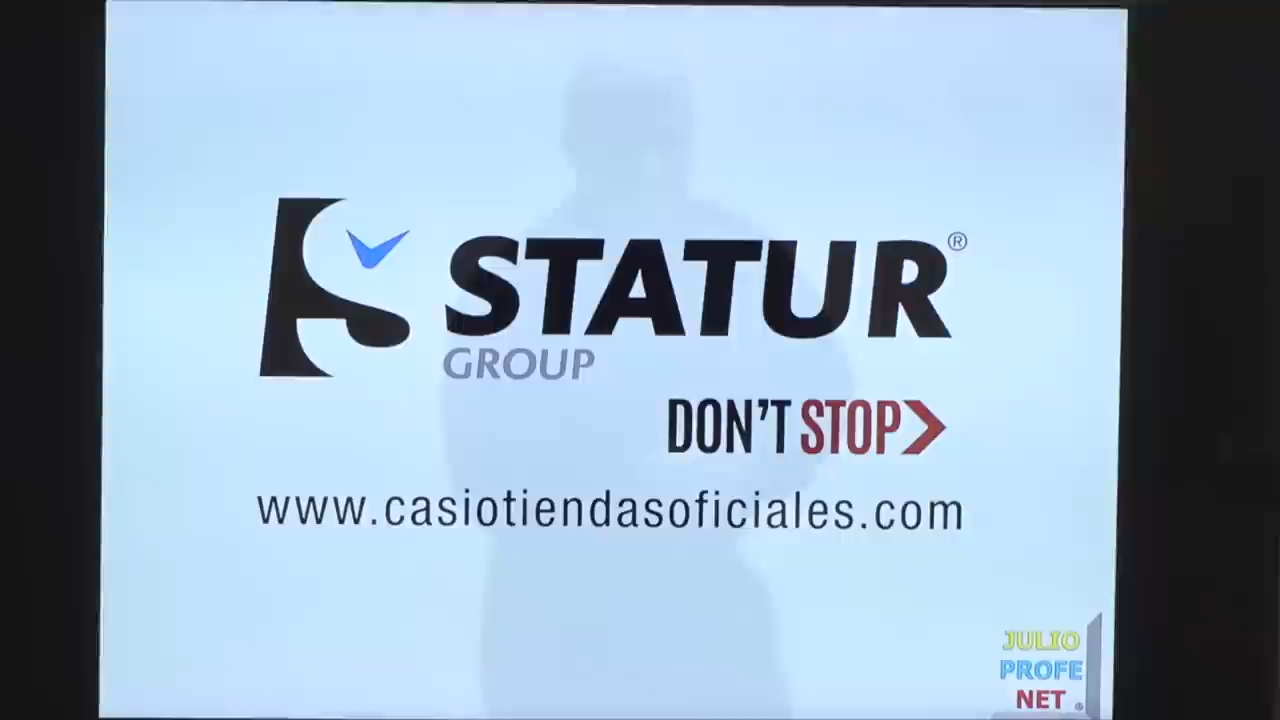 STATUR®
GROUP
DON'T STOP
www.casiotiendasoficiales.com
JULIO
PROFE
NET